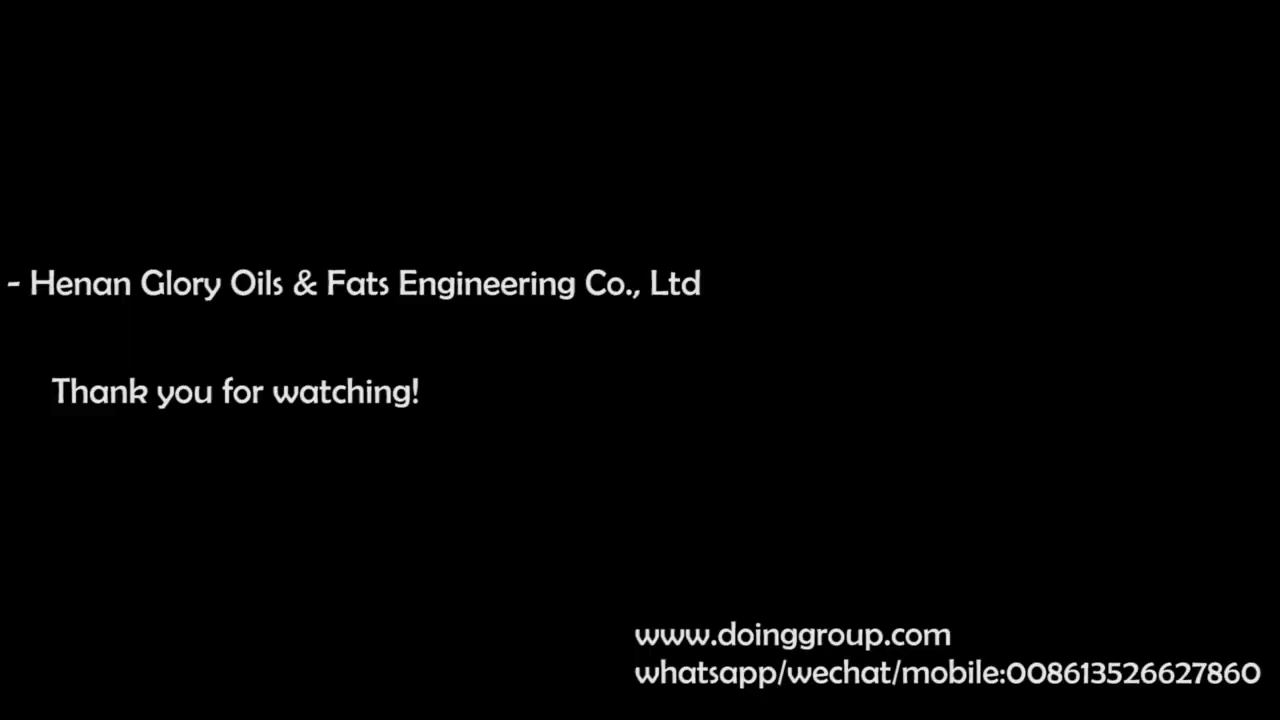 - Henan Glory Oils & Fats Engineering Co., Ltd
Thank you for watching!
www.doinggroup.com
whatsapp/wechat/mobile:008613526627860